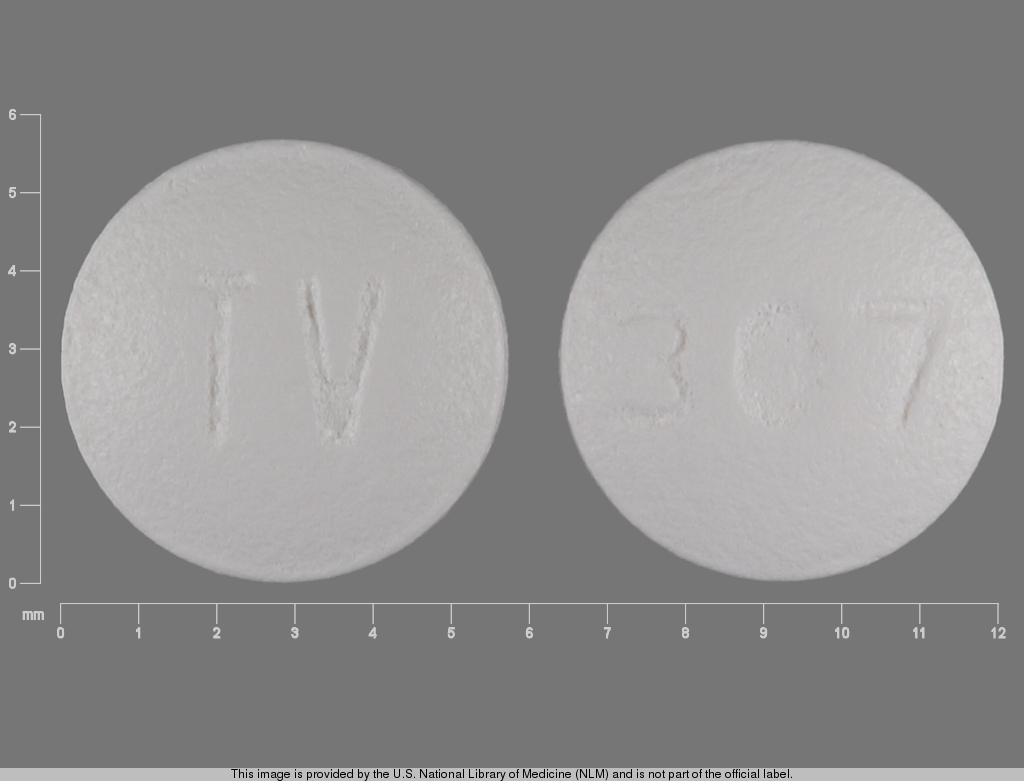 6
5
4
3
2
1
0
mm
TV
307
0 1 2 3 4 5 6 7 8 9 10 11 12
This image is provided by the U.S. National Library of Medicine (NLM) and is not part of the official label.